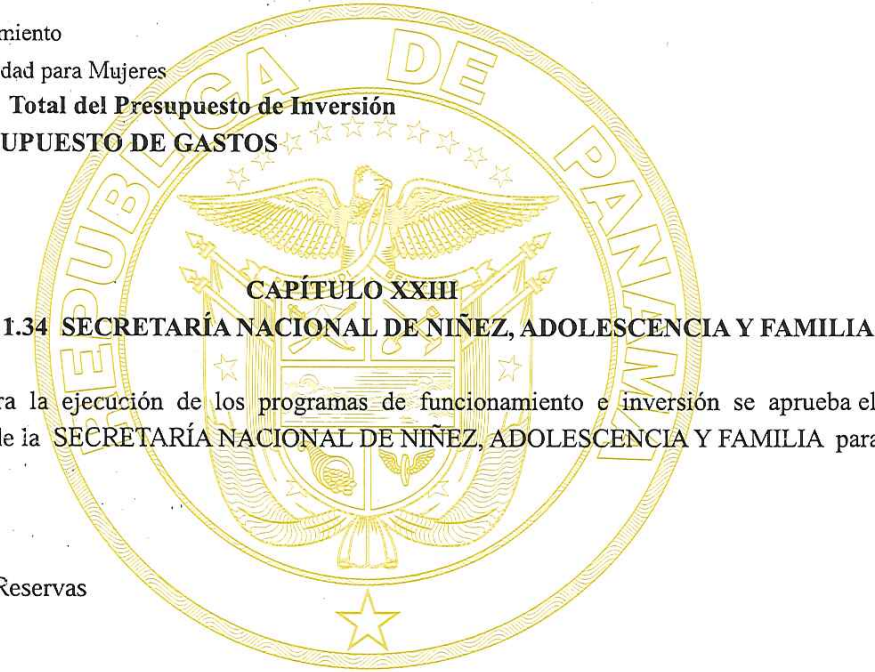 miento
dad para Mujeres
Total del Presupuesto de Inversión
UPUESTO DE GASTOS
REPUBLICA DE PANAMA
CAPÍTULO XXIII
1.34 SECRETARÍA NACIONAL DE NIÑEZ, ADOLESCENCIA Y FAMILIA
ra la ejecución de los programas de funcionamiento e inversión se aprueba el
de la SECRETARÍA NACIONAL DE NIÑEZ, ADOLESCENCIA Y FAMILIA para
Reservas